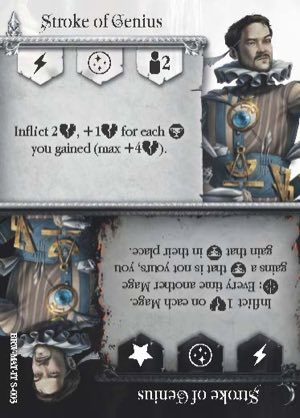 Stroke of Genius
2
Inflict 2, +1 for each
you gained (max +4).
Inflict 1 on each Mage.
: Every time another Mage
gains a that is not yours, you
gain that in their place.
Stroke of Genius